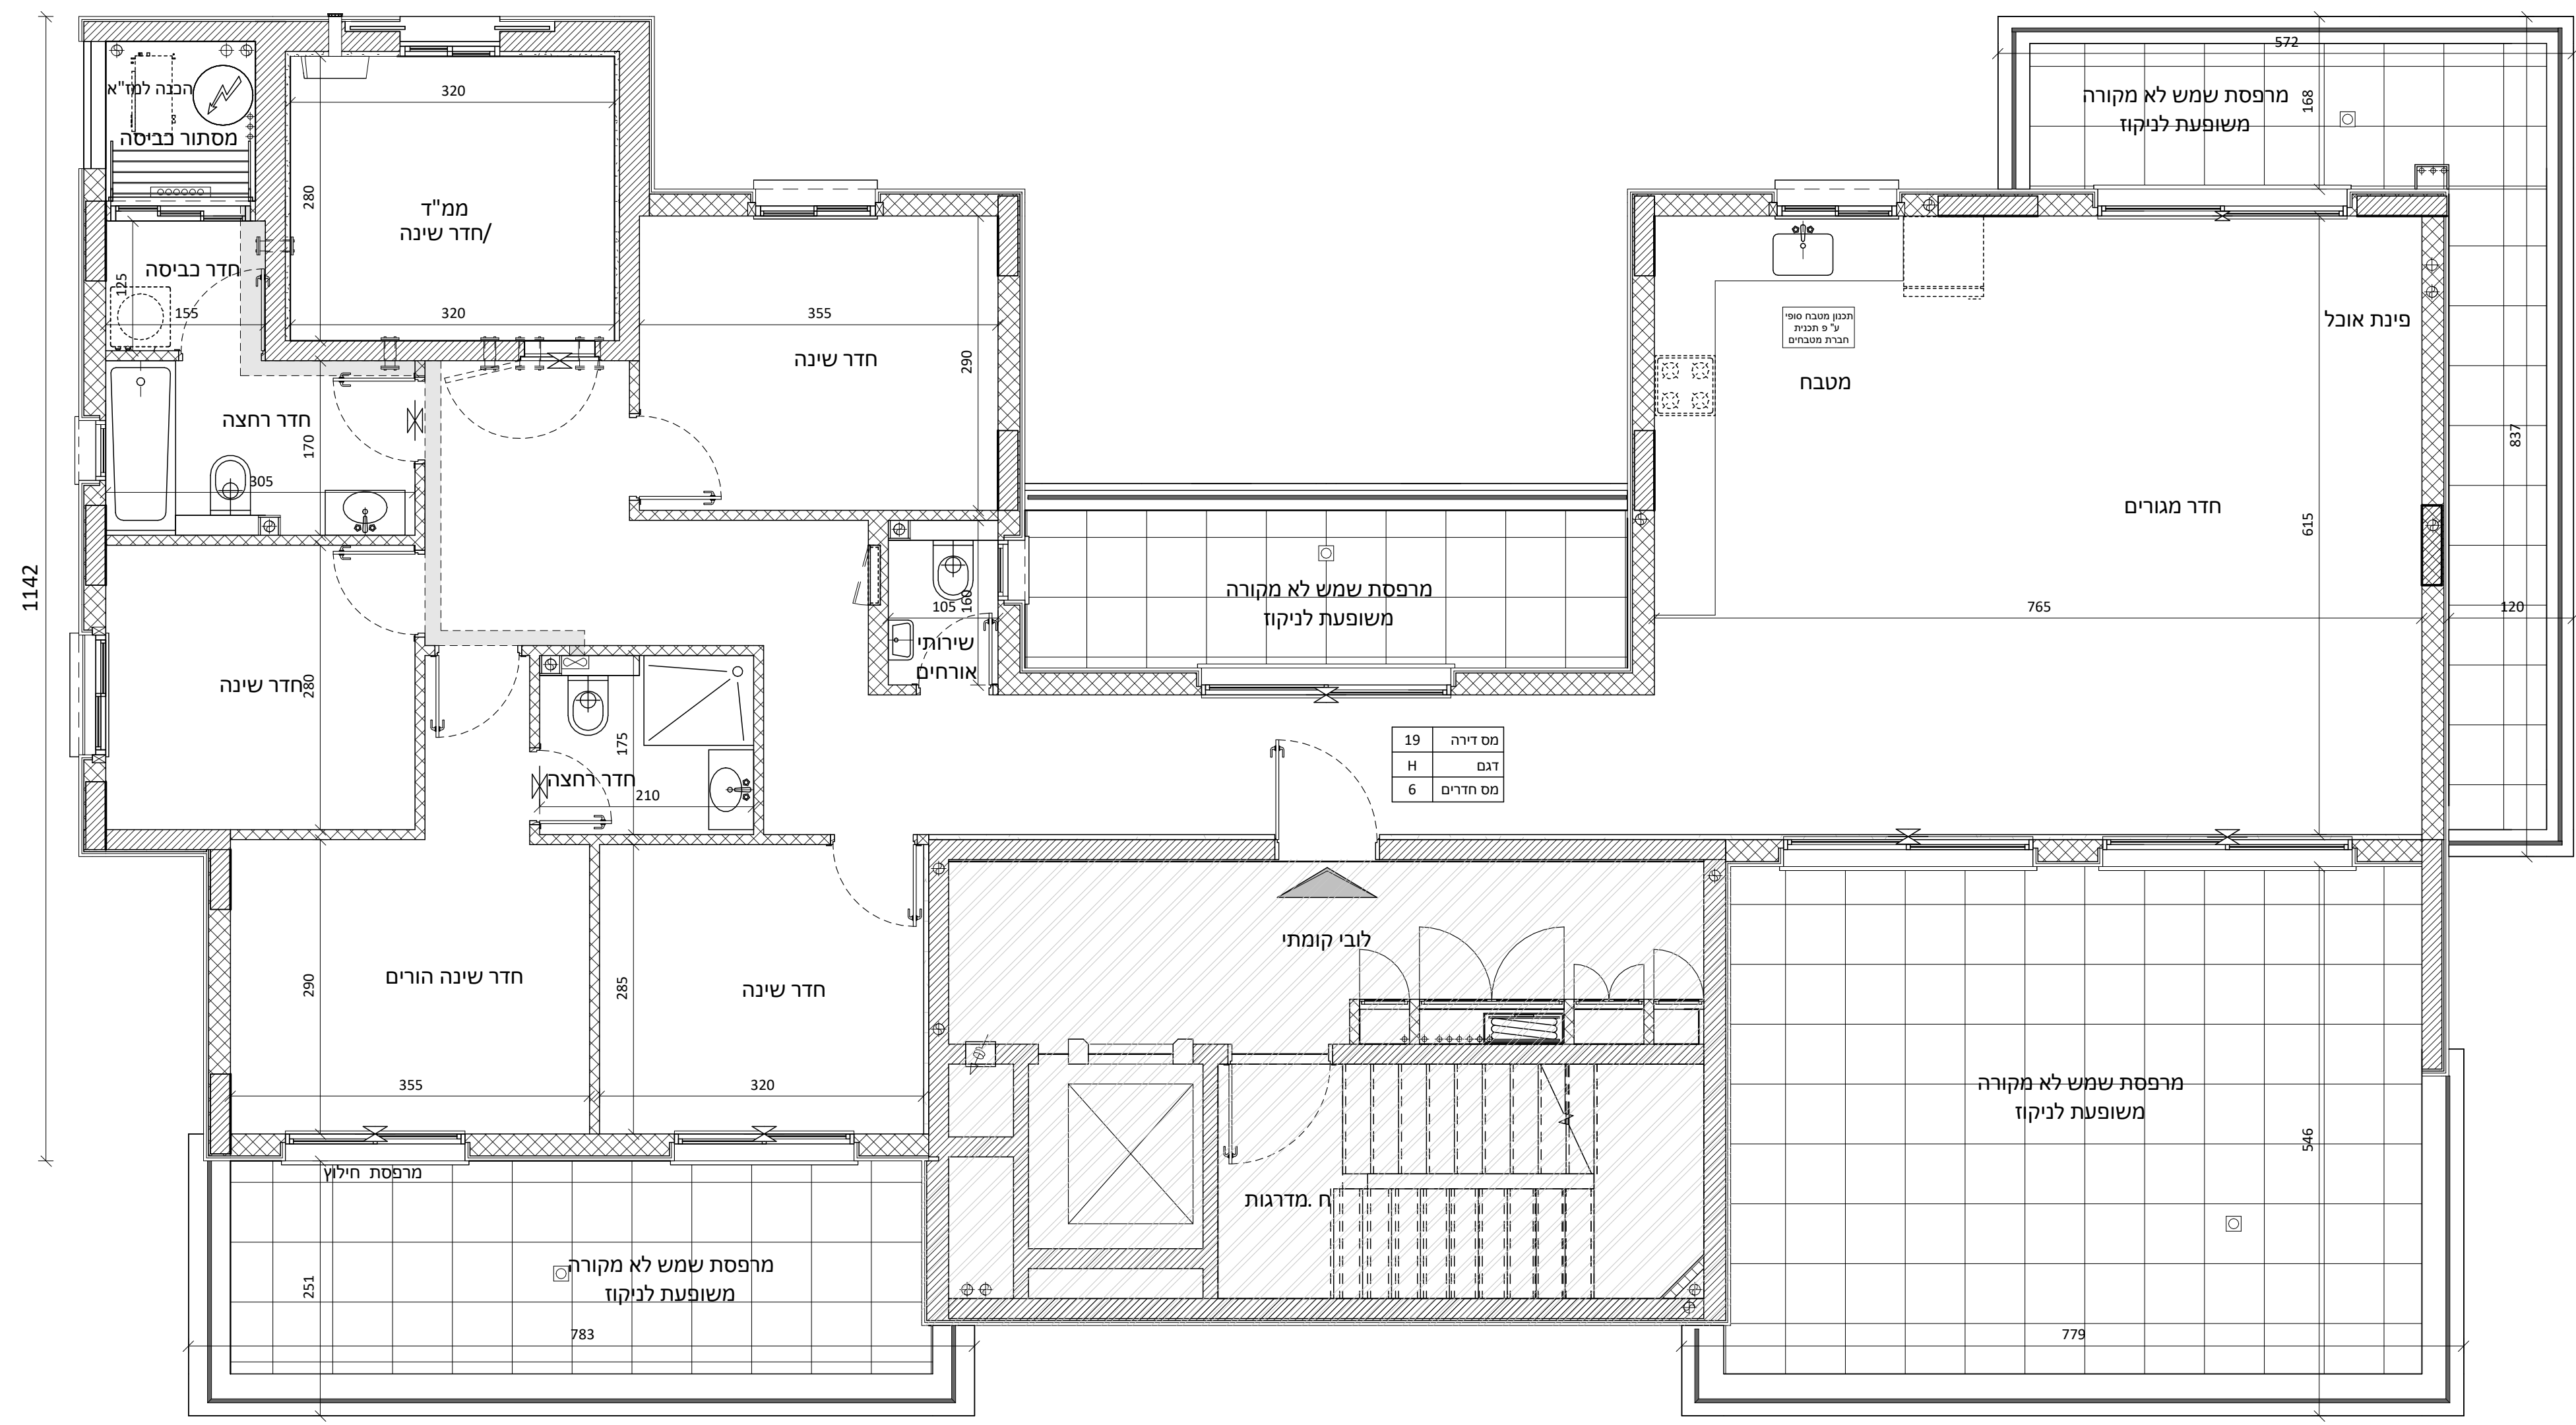 572
מרפסת שמש לא מקורה
משופעת לניקוז
168
הכנה למז"א
מסתור כביסה
320
280
ממ"ד
/חדר שינה
320
חדר כביסה
125
155
355
חדר שינה
290
תכנון מטבח סופי
ע"פ תכנית
חברת מטבחים
מטבח
פינת אוכל
חדר רחצה
170
305
837
חדר מגורים
615
1142
מרפסת שמש לא מקורה
משופעת לניקוז
765
120
105
160
שירותי
אורחים
חדר שינה
280
175
חדר רחצה
210
מס דירה 19
דגם H
מס חדרים 6
לובי קומתי
חדר שינה הורים
290
285
חדר שינה
355
320
מרפסת שמש לא מקורה
משופעת לניקוז
546
מרפסת חילוץ
ח .מדרגות
מרפסת שמש לא מקורה
משופעת לניקוז
251
783
779